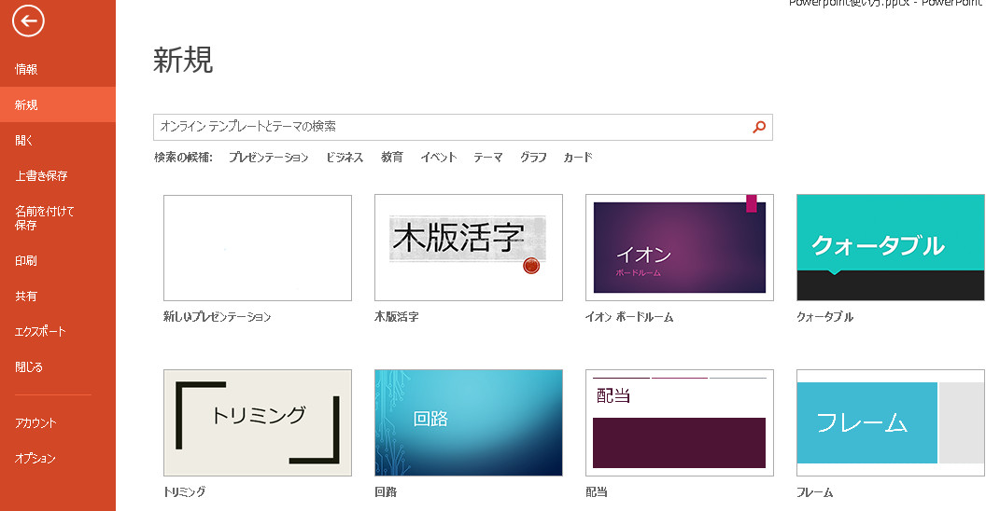 Powerpoint使い方.pptx - PowerPoint
情報
新規
開く
上書き保存
名前を付けて
保存
印刷
共有
エクスポート
閉じる
アカウント
オプション
新規
オンライン テンプレートとテーマの検索
検索の候補: プレゼンテーション ビジネス 教育 イベント テーマ グラフ カード
木版活字
イオン
ボードルーム
クォータブル
新しいプレゼンテーション
木版活字
イオン ボードルーム
クォータブル
トリミング
回路
配当
フレーム
トリミング
回路
配当
フレーム